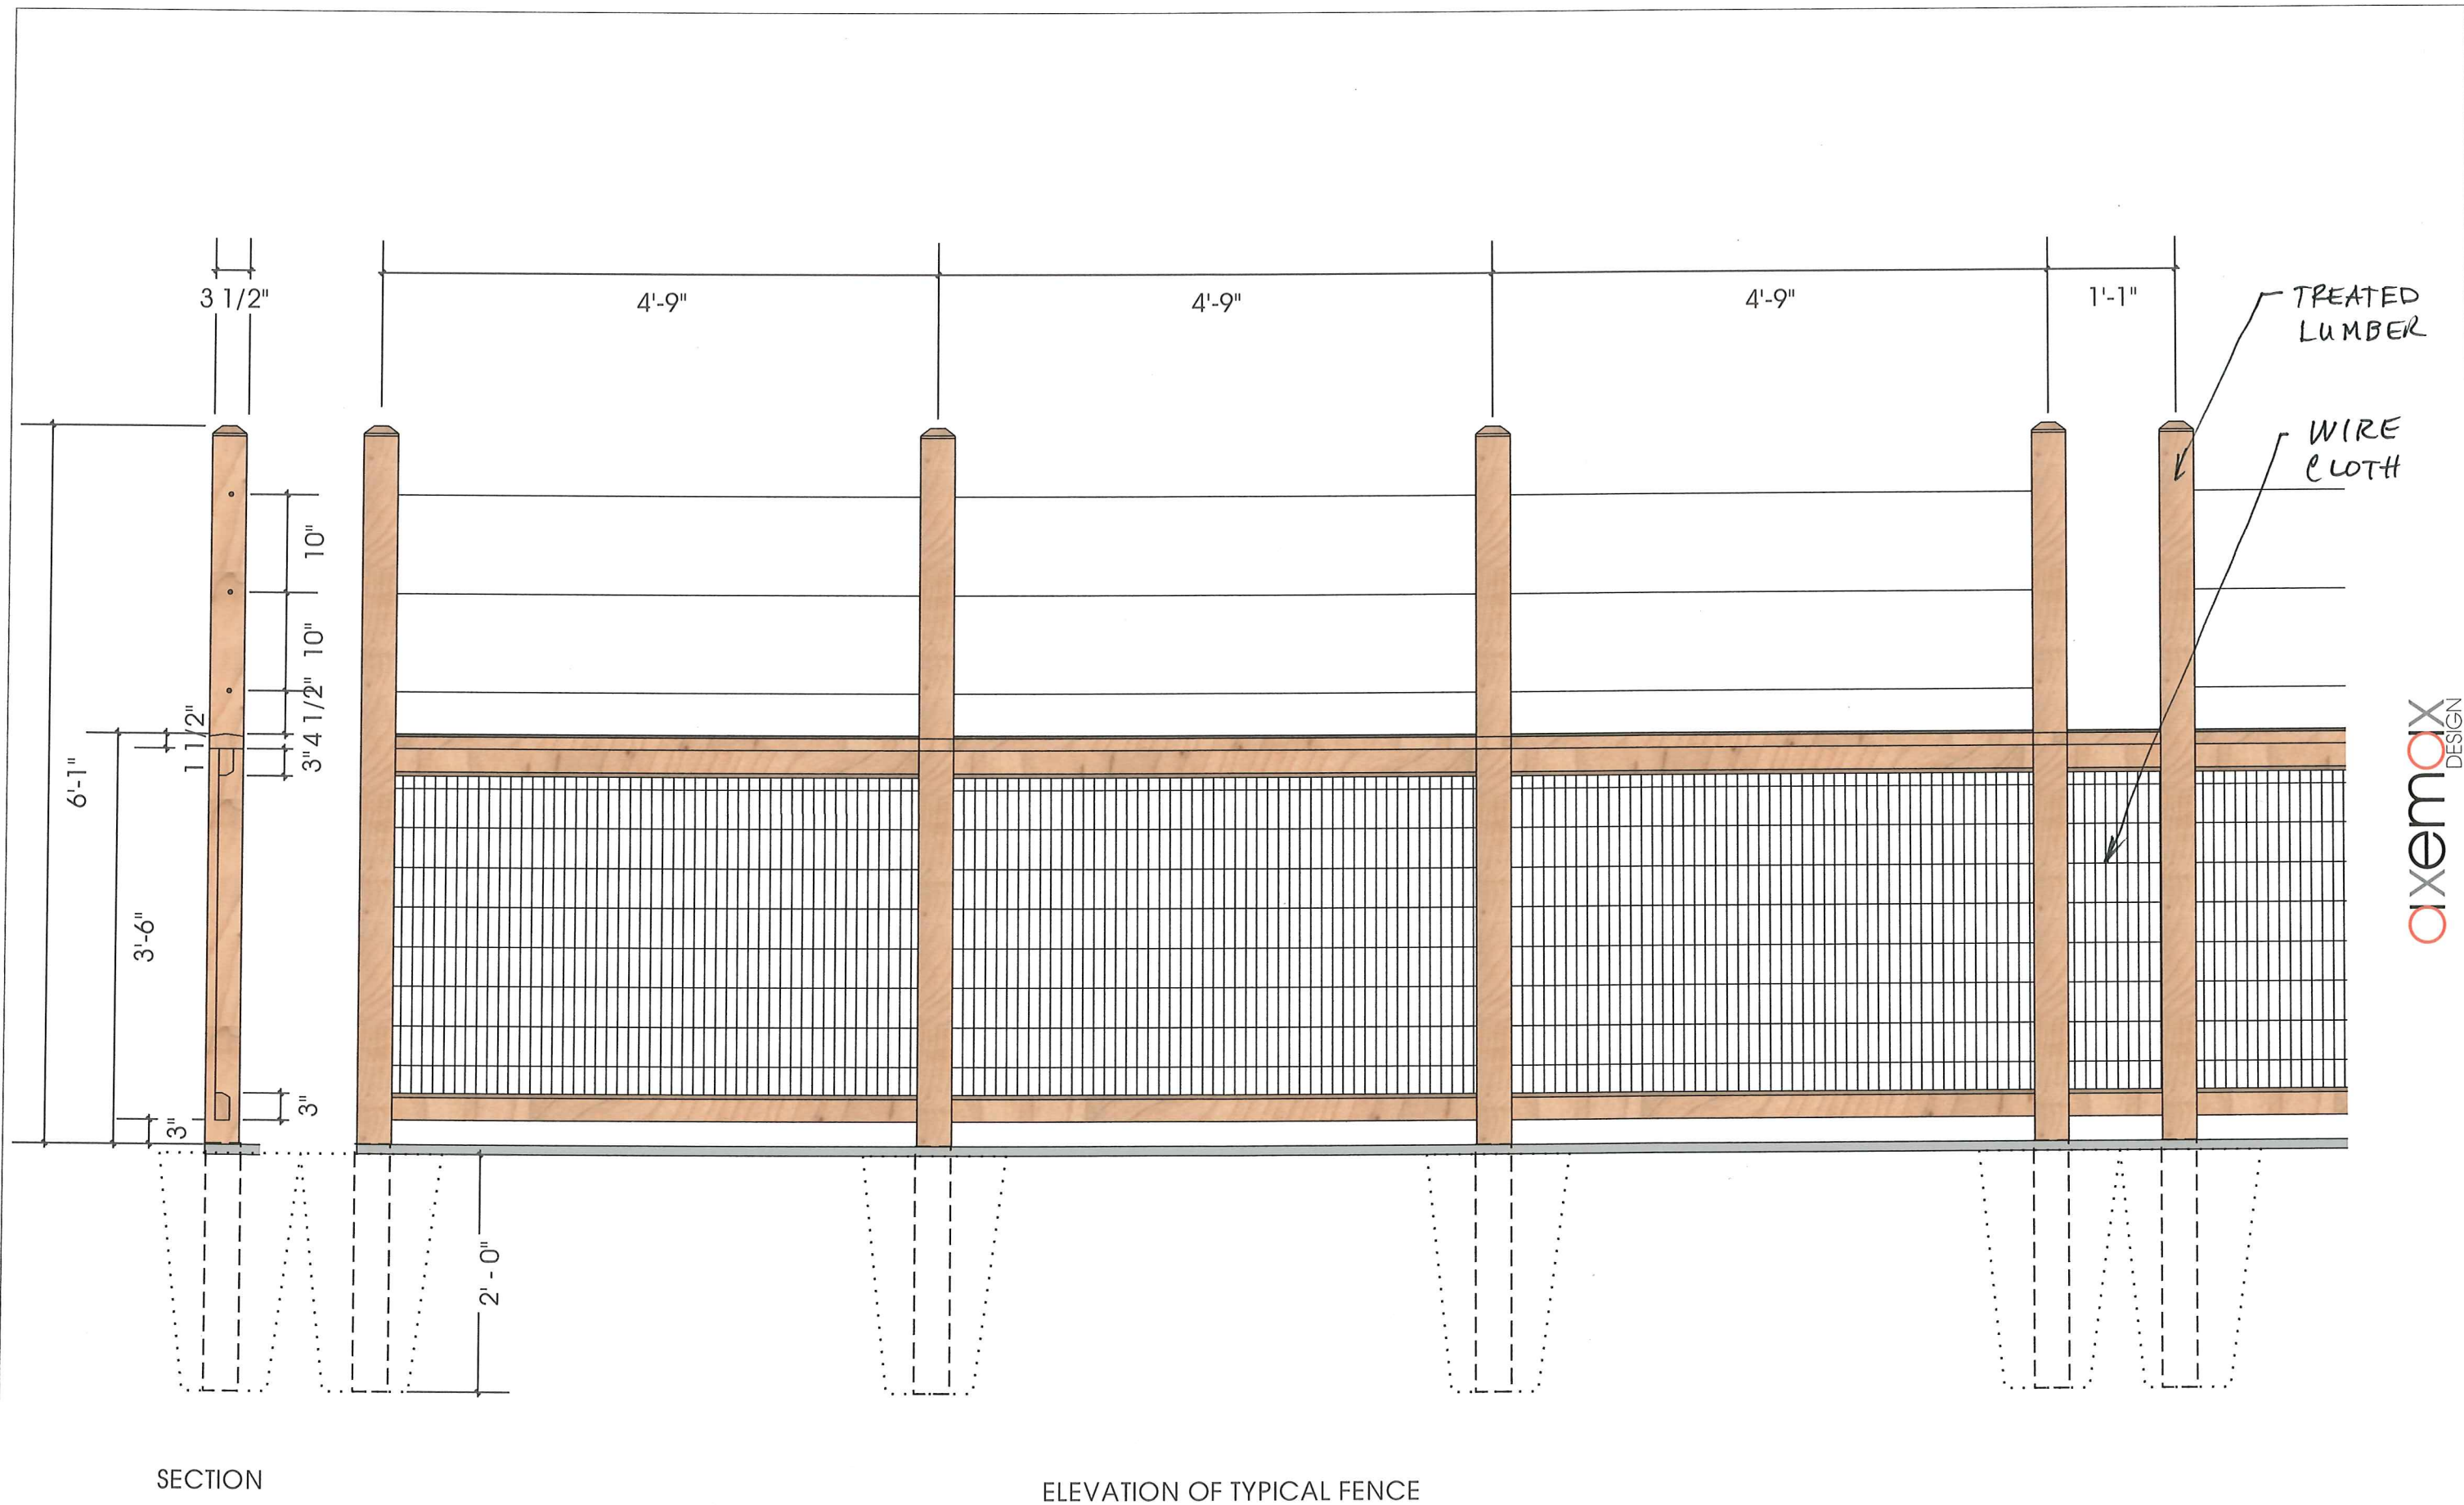 3 1/2"
4'-9"
4'-9"
4'-9"
1'-1"
TREATED
LUMBER
WIRE
CLOTH
10"
10"
4 1/2"
1 1/2"
3"
6'-1"
3'-6"
3"
3"
2' - 0"
axemax
DESIGN
SECTION
ELEVATION OF TYPICAL FENCE